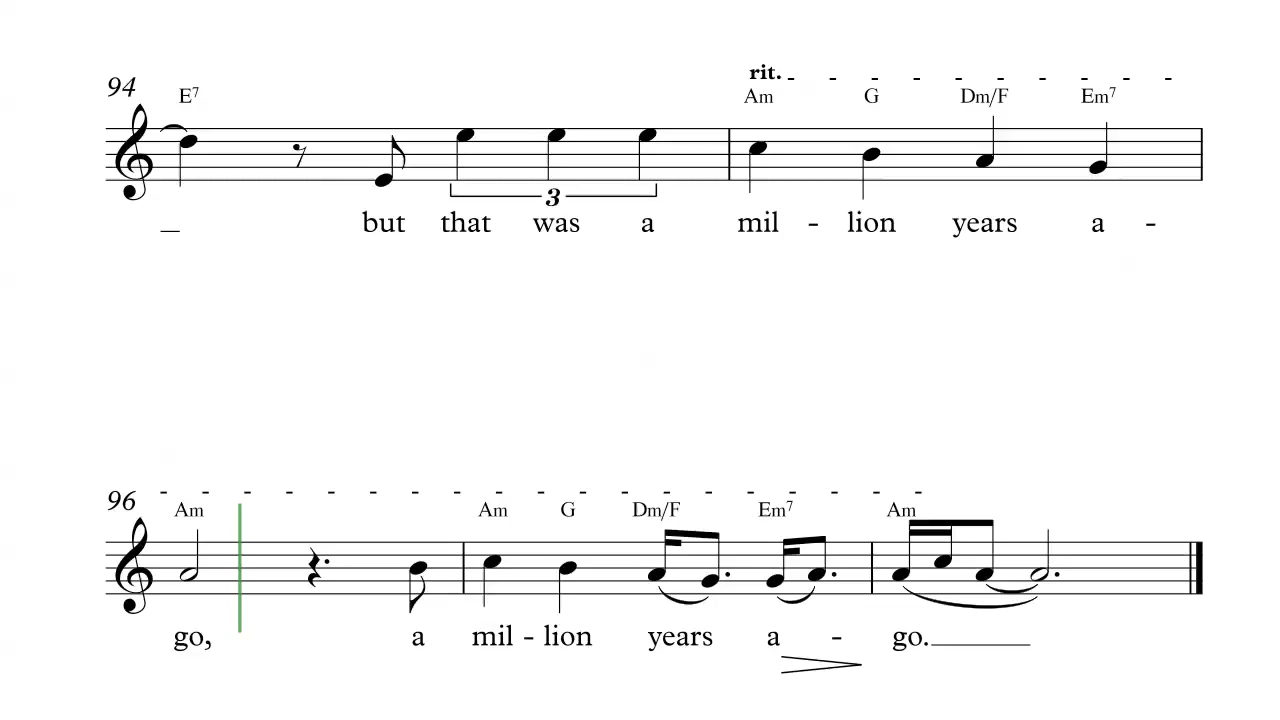 rit.
94
E7 Am G Dm/F Em7
3
but that was a mil - lion years a -
96
Am Am G Dm/F Em7 Am
go, a mil - lion years a - go.